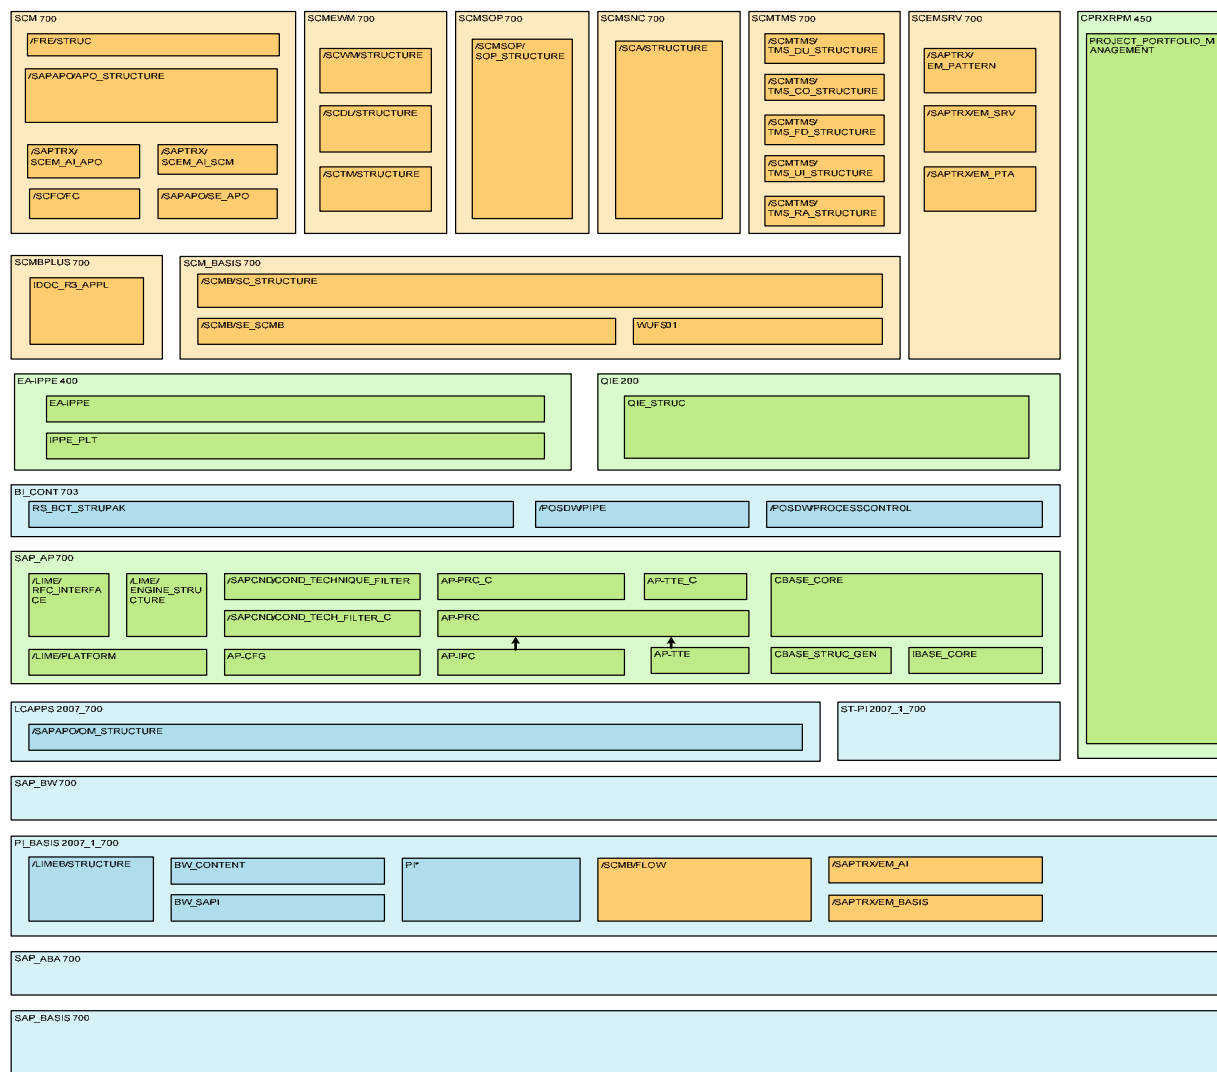 SCM 700
/FRE/STRUC
/SAPAPO/APO_STRUCTURE
/SAPTRX/
SCEM_AI_APO
/SAPTRX/
SCEM_AI_SCM
/SCFO/FC
/SAPAPO/SE_APO
SCMEWM 700
/SCWM/STRUCTURE
/SCDL/STRUCTURE
/SCTM/STRUCTURE
SCMSOP 700
/SCMSOP/
SOP_STRUCTURE
SCMSNC 700
/SCA/STRUCTURE
SCMTMS 700
/SCMTMS/
TMS_DU_STRUCTURE
/SCMTMS/
TMS_CO_STRUCTURE
/SCMTMS/
TMS_FD_STRUCTURE
/SCMTMS/
TMS_UI_STRUCTURE
/SCMTMS/
TMS_RA_STRUCTURE
SCEMSRV 700
/SAPTRX/
EM_PATTERN
/SAPTRX/EM_SRV
/SAPTRX/EM_PTA
CPRXRPM 450
PROJECT_PORTFOLIO_M
ANAGEMENT
SCMBPLUS 700
IDOC_R3_APPL
SCM_BASIS 700
/SCMB/SC_STRUCTURE
/SCMB/SE_SCMB
WUFS01
EA-IPPE 400
EA-IPPE
IPPE_PLT
QIE 200
QIE_STRUC
BI_CONT 703
RS_BCT_STRUPAK
/POSDW/PIPE
/POSDW/PROCESSCONTROL
SAP_AP 700
/LIME/
RFC_INTERFA
CE
/LIME/
ENGINE_STRU
CTURE
/SAPCND/COND_TECHNIQUE_FILTER
AP-PRC_C
AP-TTE_C
CBASE_CORE
/SAPCND/COND_TECH_FILTER_C
AP-PRC
/LIME/PLATFORM
AP-CFG
AP-IPC
AP-TTE
CBASE_STRUC_GEN
IBASE_CORE
LCAPPS 2007_700
/SAPAPO/OM_STRUCTURE
ST-PI 2007_1_700
SAP_BW 700
PI_BASIS 2007_1_700
/LIMEB/STRUCTURE
BW_CONTENT
BW_SAPI
PI*
/SCMB/FLOW
/SAPTRX/EM_AI
/SAPTRX/EM_BASIS
SAP_ABA 700
SAP_BASIS 700